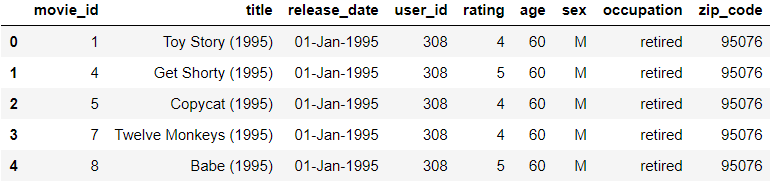 movie_id title release_date user_id rating age sex occupation zip_code
0 1 Toy Story (1995) 01-Jan-1995 308 4 60 M retired 95076
1 4 Get Shorty (1995) 01-Jan-1995 308 5 60 M retired 95076
2 5 Copycat (1995) 01-Jan-1995 308 4 60 M retired 95076
3 7 Twelve Monkeys (1995) 01-Jan-1995 308 4 60 M retired 95076
4 8 Babe (1995) 01-Jan-1995 308 5 60 M retired 95076